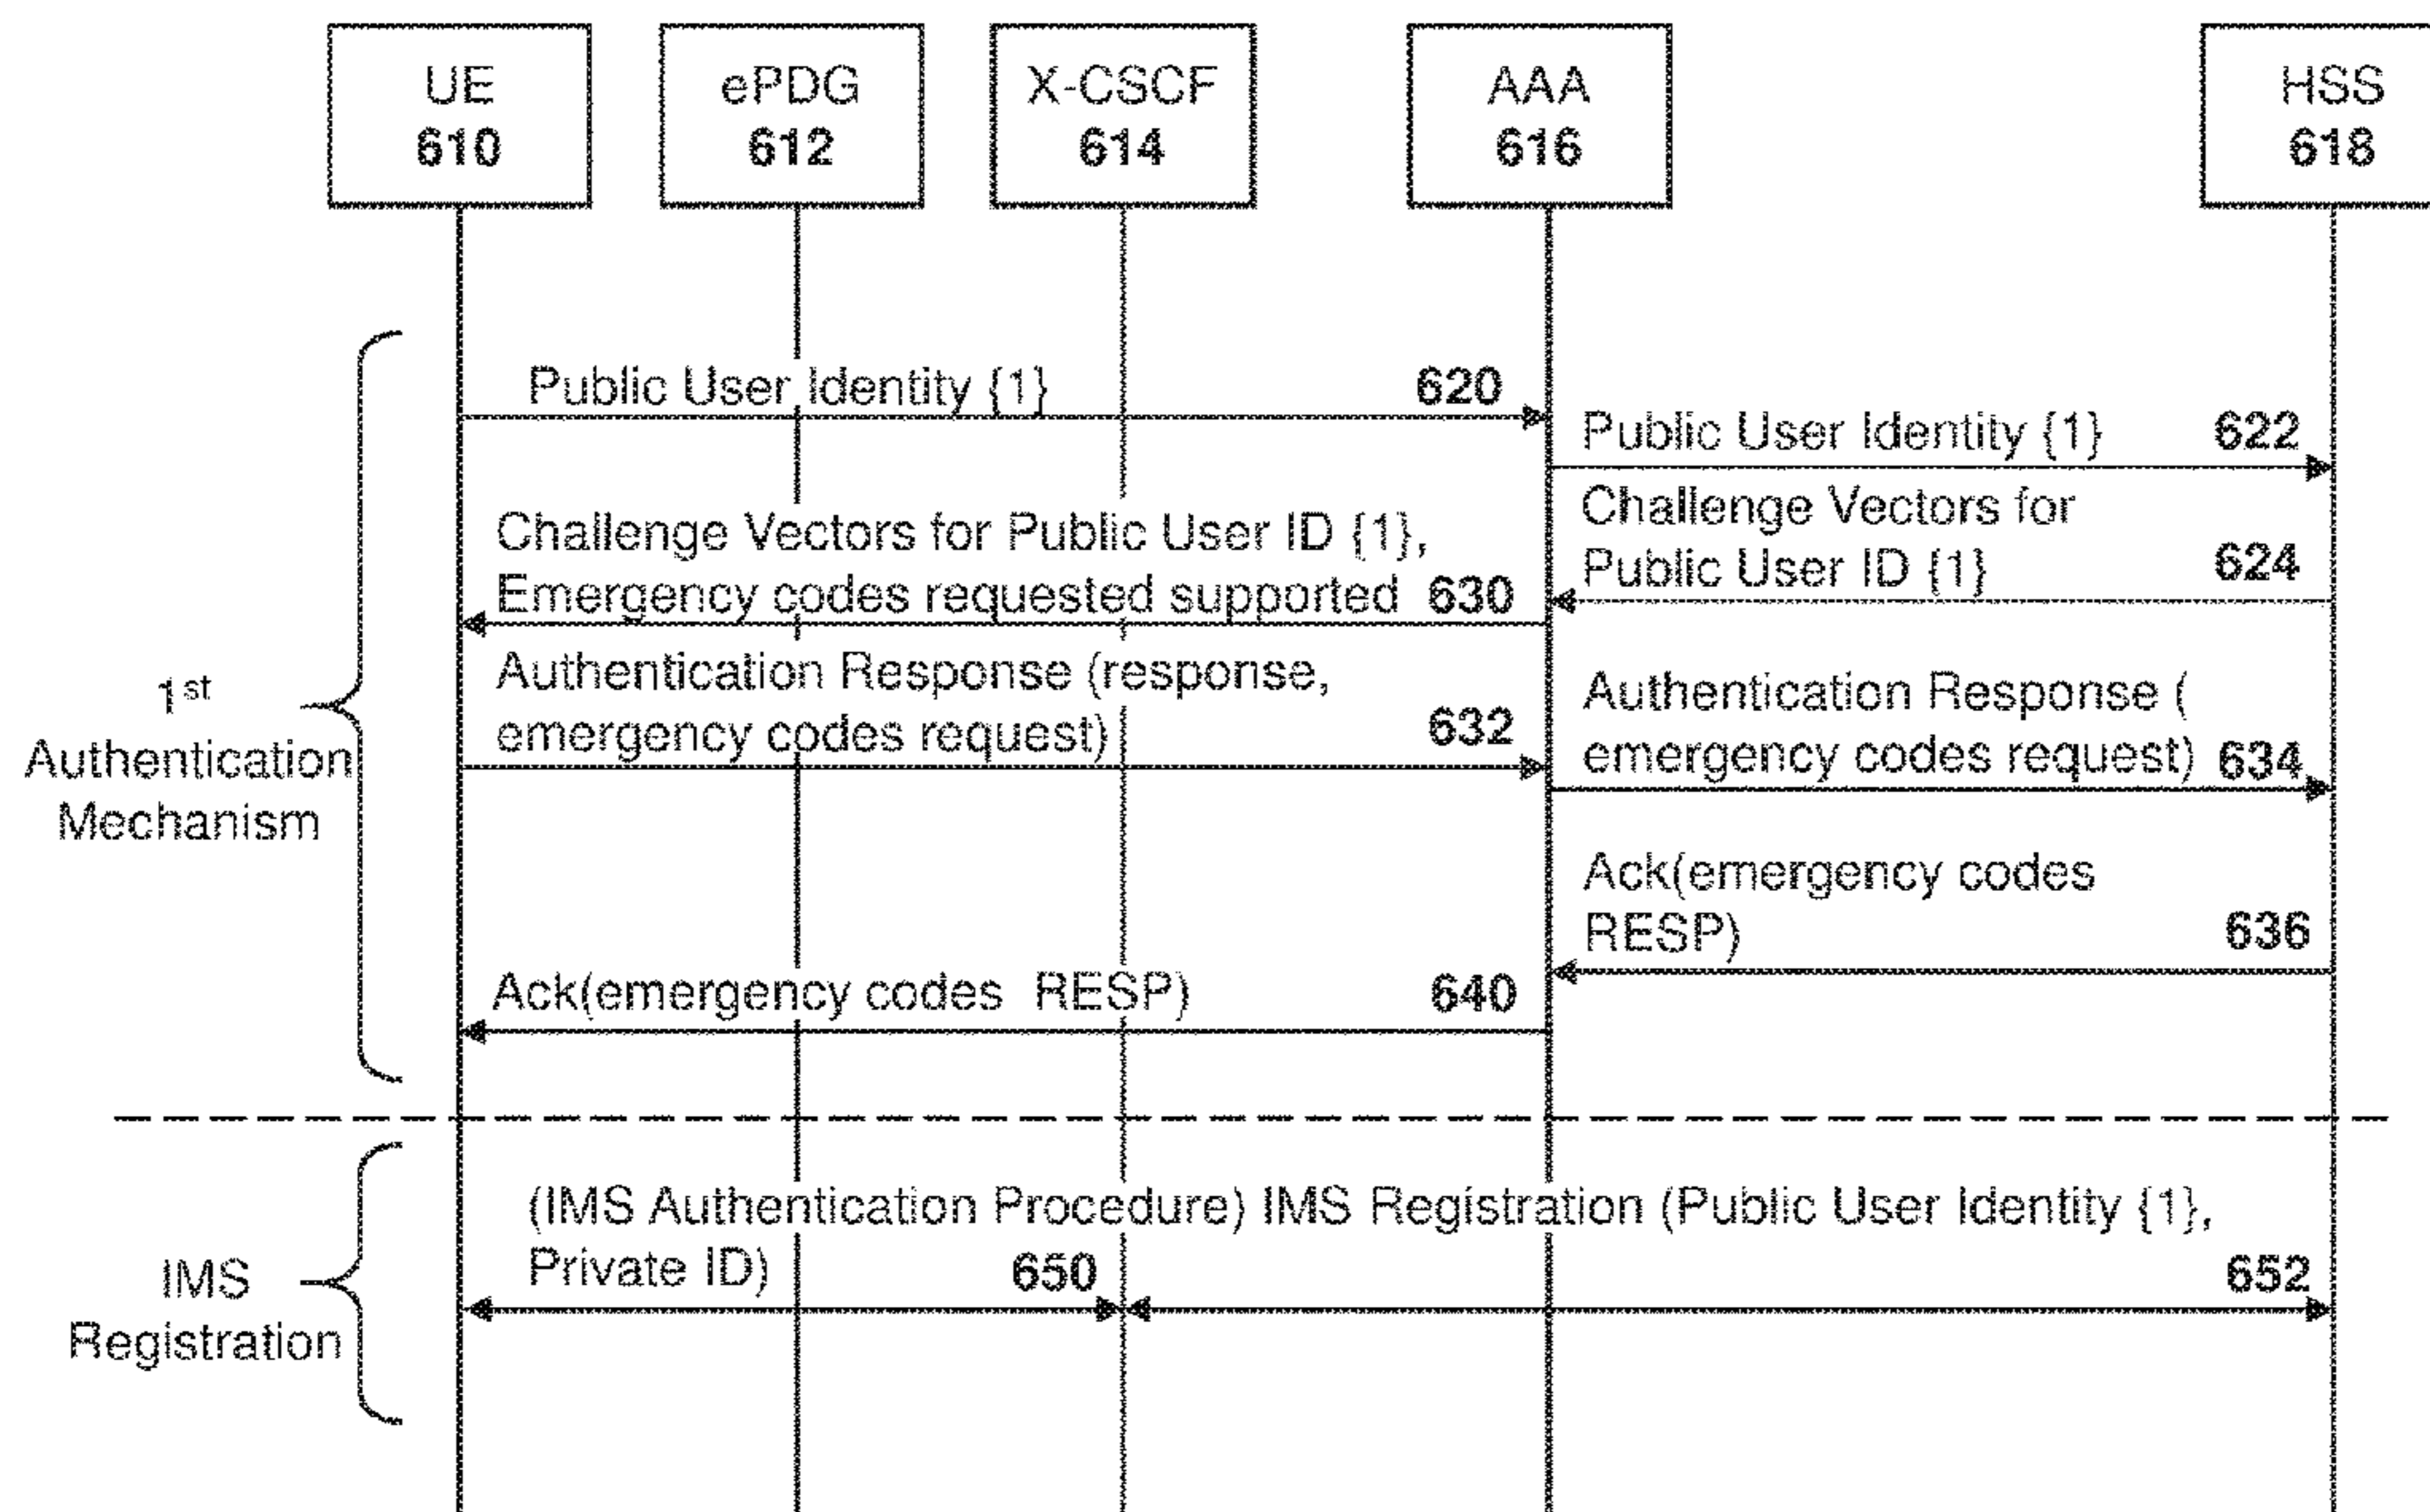 UE
610
ePDG
612
X-CSCF
614
AAA
616
HSS
618
Public User Identity {1}
620
Public User Identity {1}
622
Challenge Vectors for
Public User ID {1}
624
Challenge Vectors for Public User ID {1},
Emergency codes requested supported 630
Authentication Response (response,
emergency codes request)
632
Authentication Response (
emergency codes request) 634
Ack(emergency codes
RESP)
636
Ack(emergency codes RESP)
640
1st
Authentication
Mechanism
(IMS Authentication Procedure) IMS Registration (Public User Identity {1},
Private ID)
650
652
IMS
Registration